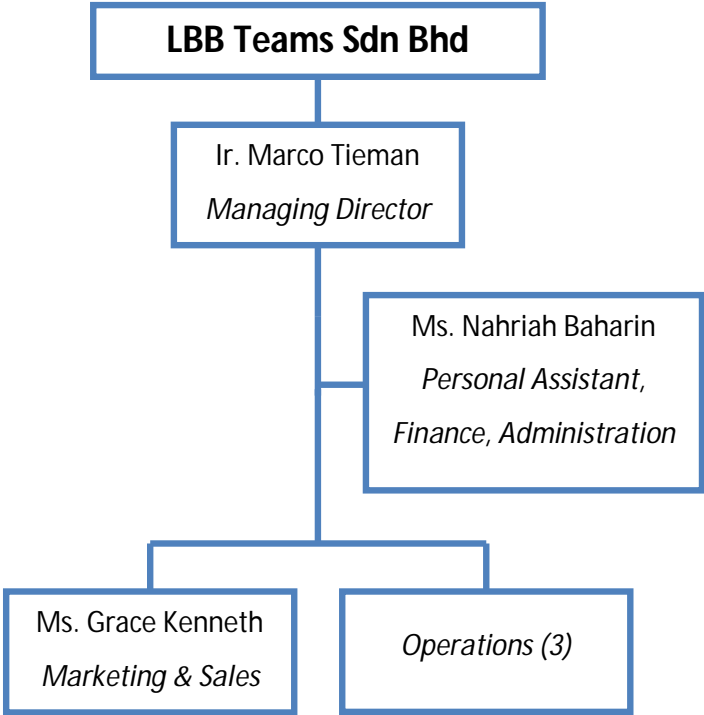 LBB Teams Sdn Bhd
Ir. Marco Tieman
Managing Director
Ms. Nahriah Baharin
Personal Assistant,
Finance, Administration
Ms. Grace Kenneth
Marketing & Sales
Operations (3)